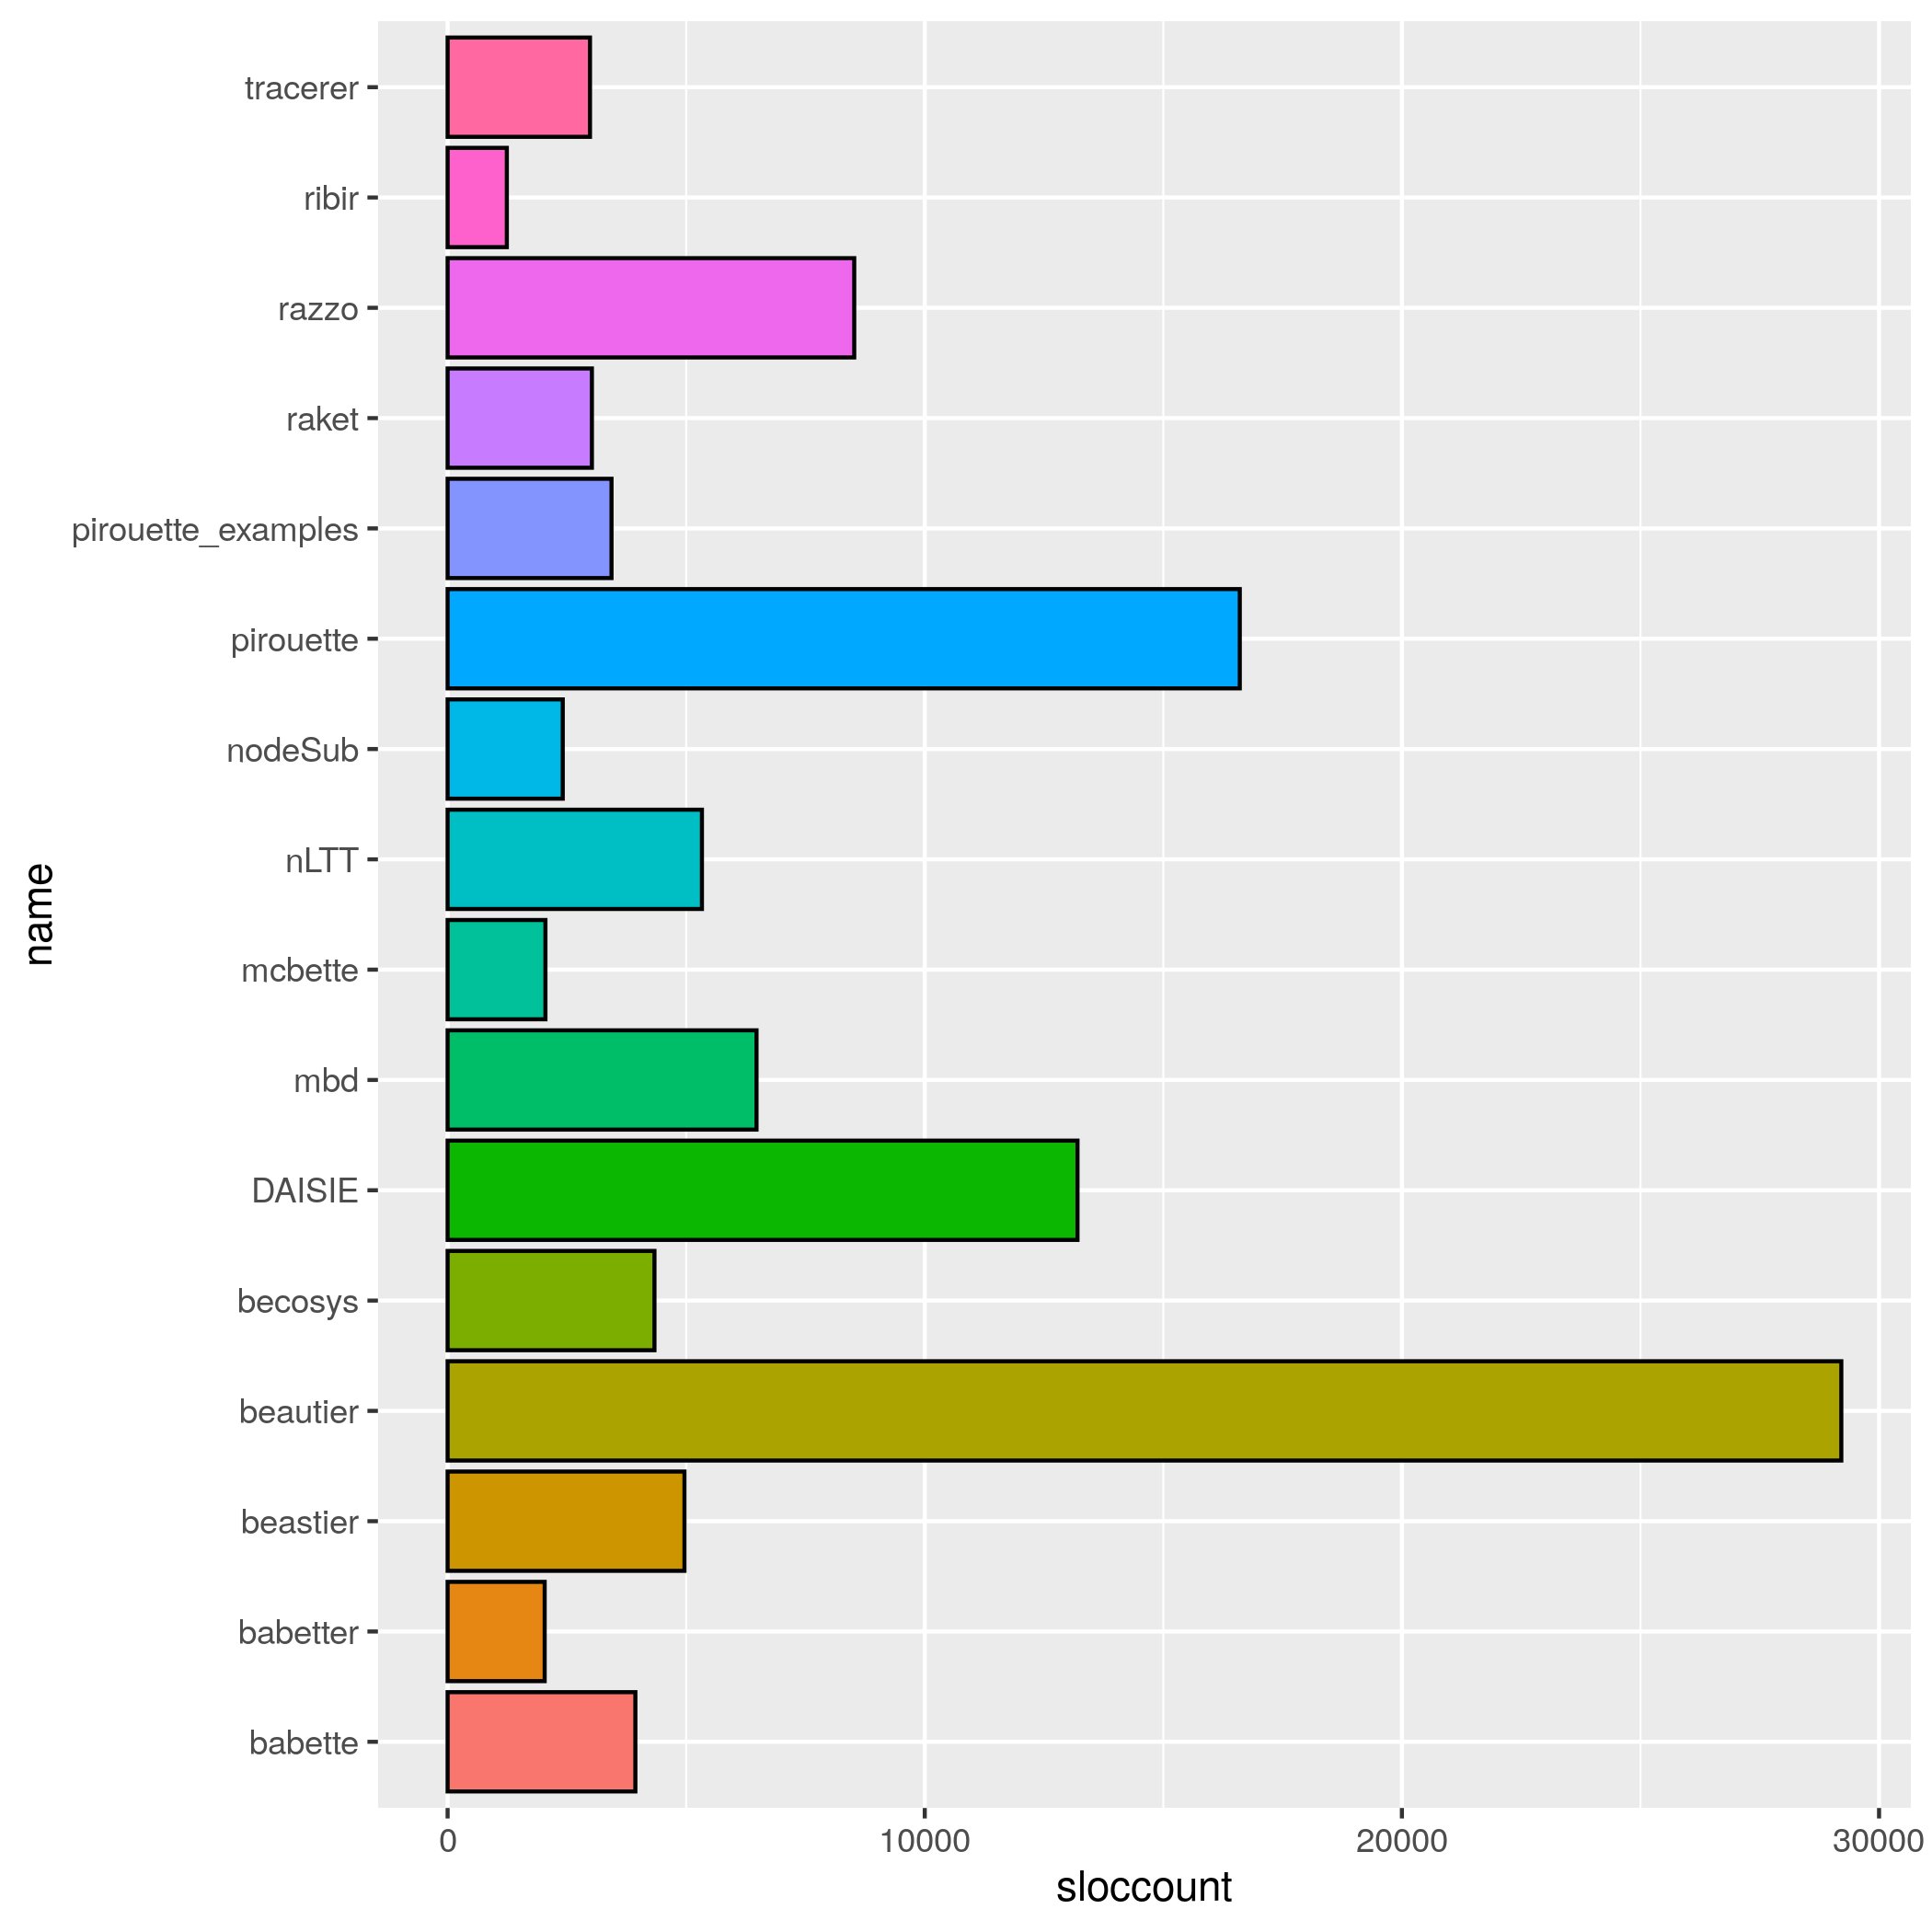 tracerer
ribir
razzo
raket
pirouette_examples
pirouette
nodeSub
nLTT
mcbette
mbd
DAISIE
becosys
beautier
beastier
babetter
babette
name
0 10000 20000 30000
sloccount